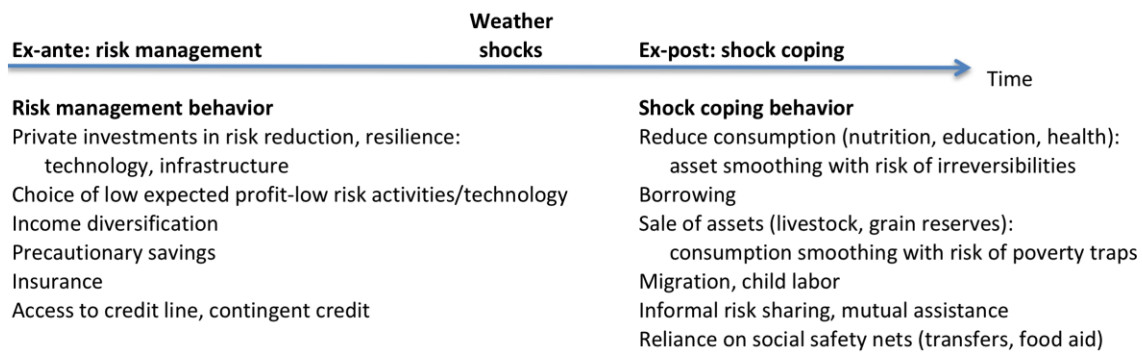 Weather
Ex-ante: risk management
shocks
Ex-post: shock coping
Time
Risk management behavior
Private investments in risk reduction, resilience:
technology, infrastructure
Choice of low expected profit-low risk activities/technology
Income diversification
Precautionary savings
Insurance
Access to credit line, contingent credit
Shock coping behavior
Reduce consumption (nutrition, education, health):
asset smoothing with risk of irreversibilities
Borrowing
Sale of assets (livestock, grain reserves):
consumption smoothing with risk of poverty traps
Migration, child labor
Informal risk sharing, mutual assistance
Reliance on social safety nets (transfers, food aid)